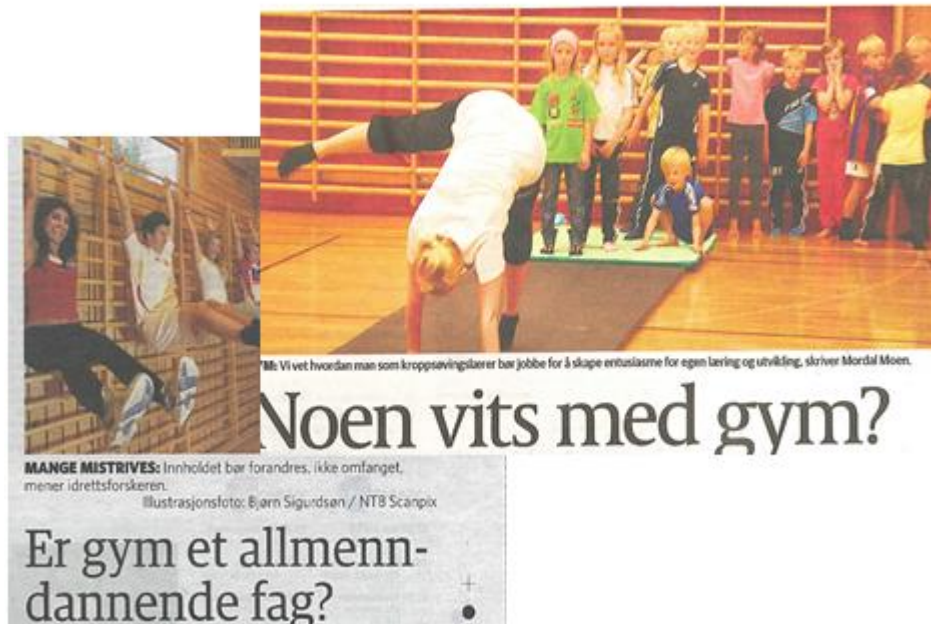 Vi vet hvordan man som kroppsøvingslærer bør jobbe for å skape entusiasme for egen læring og utvikling, skriver Mordal Moen.
Noen vits med gym?
MANGE MISTRIVES: Innholdet bør forandres, ikke omfanget,
mener idrettsforskeren.
Illustrasjonsfoto: Bjørn Sigurdsøn / NTB Scanpix
Er gym et allmenn-
dannende fag?